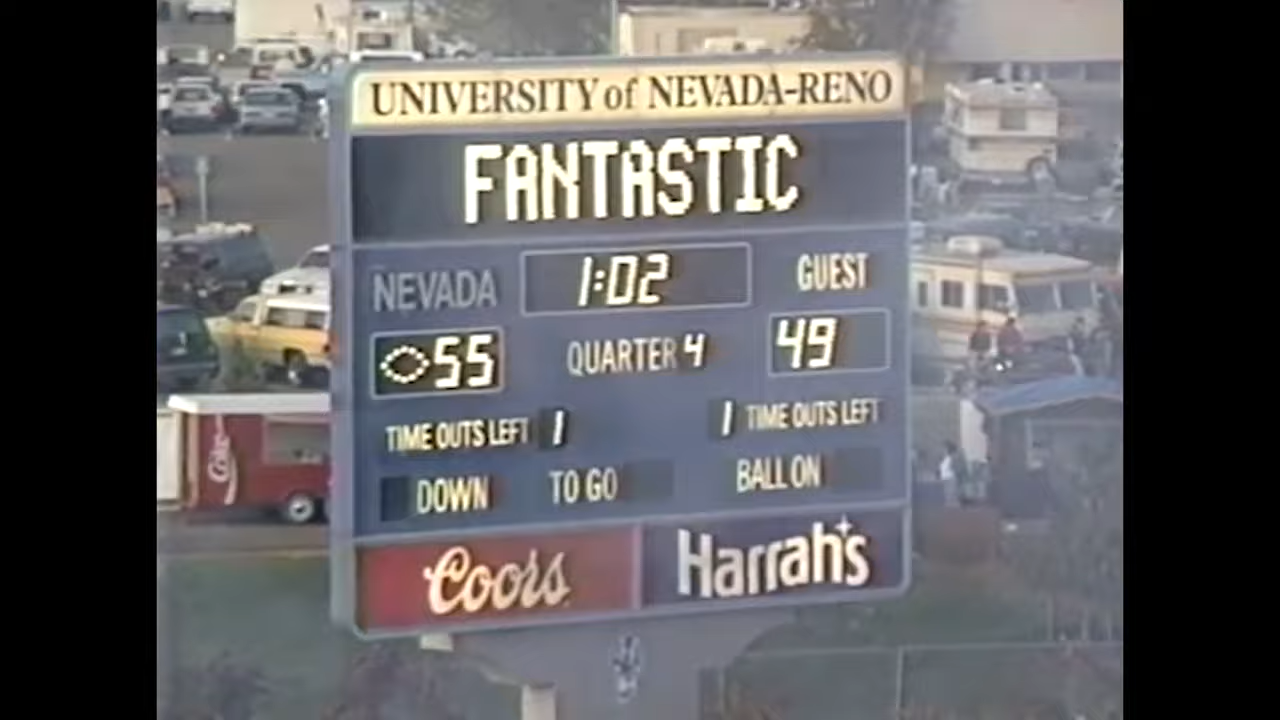 UNIVERSITY of NEVADA-RENO
FANTASTIC
NEVADA 1:02 GUEST
55 QUARTER 4 49
TIME OUTS LEFT 1 1 TIME OUTS LEFT
DOWN TO GO BALL ON
Coors Harrah's
Coke